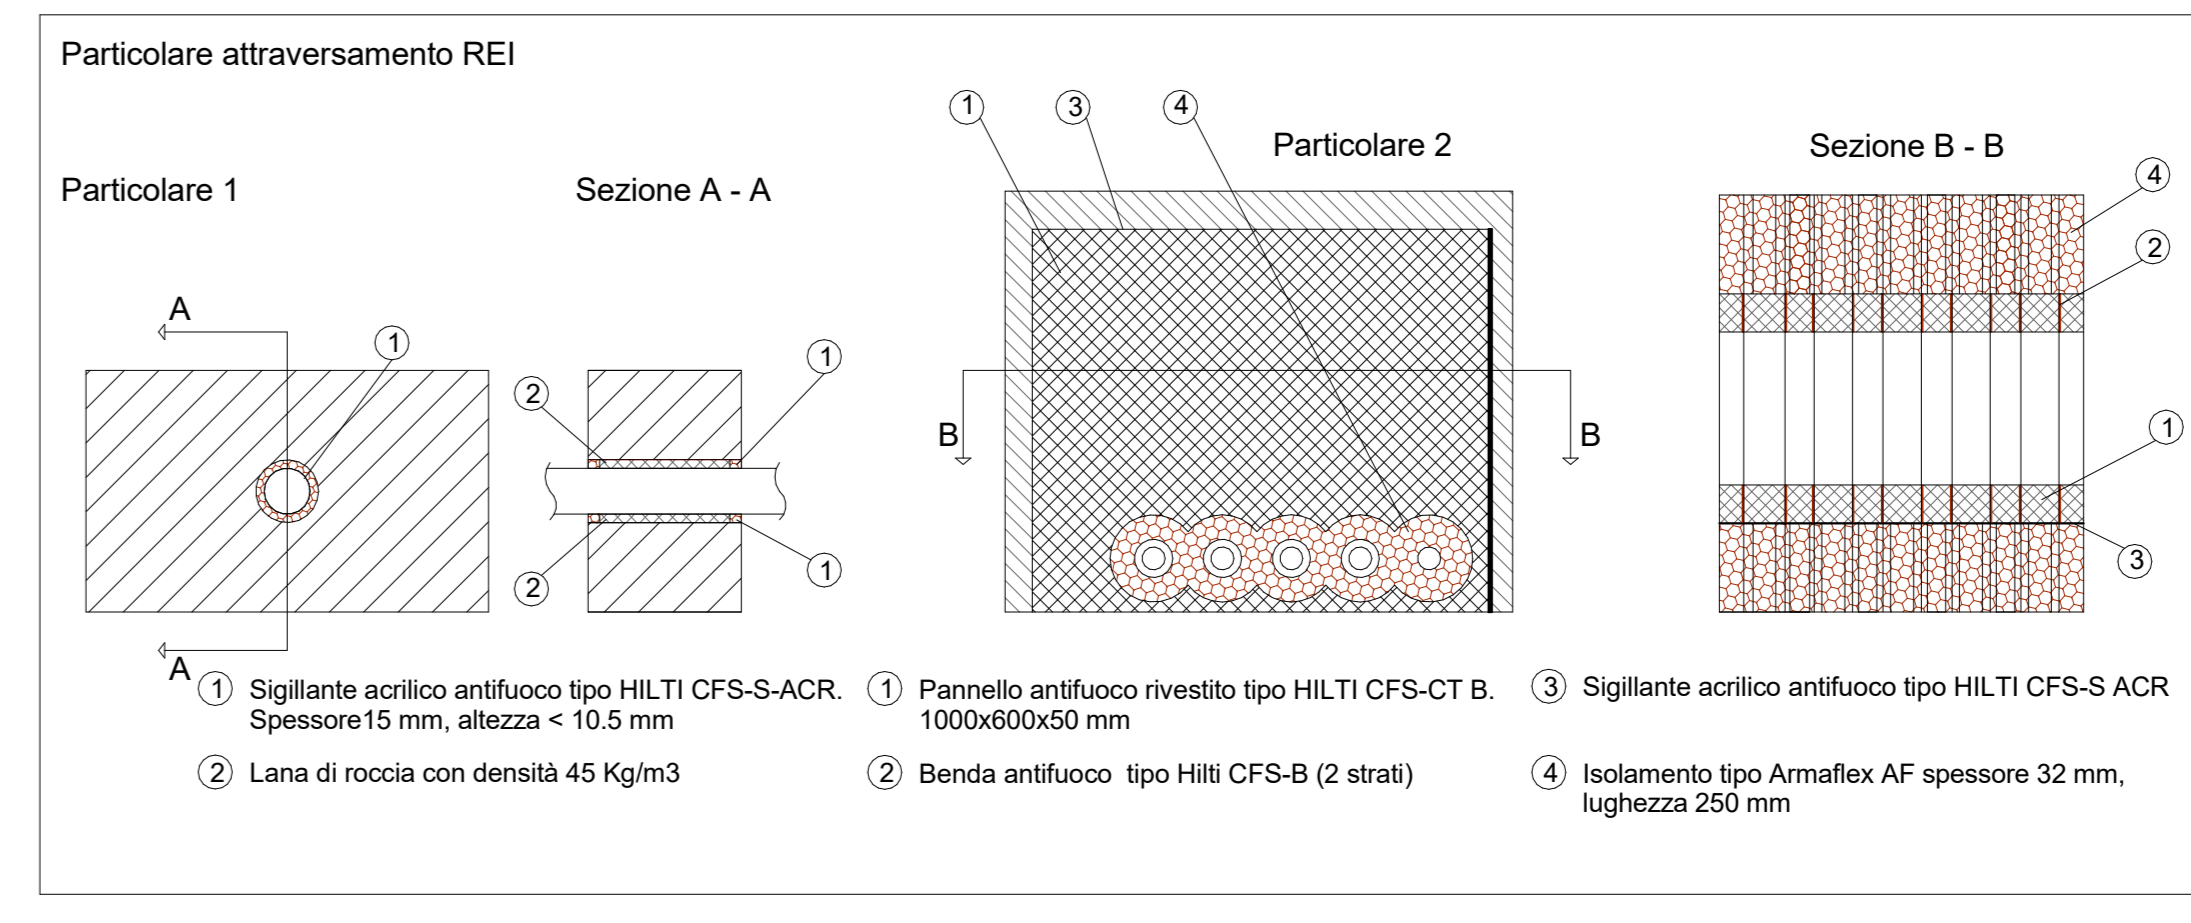 Particolare attraversamento REI
1
3
4
Particolare 2
Sezione B - B
Particolare 1
Sezione A - A
4
2
A
1
1
2
B
B
1
2
1
3
A
1 Sigillante acrilico antifuoco tipo HILTI CFS-S-ACR.
Spessore15 mm, altezza < 10.5 mm
2 Lana di roccia con densità 45 Kg/m3
1 Pannello antifuoco rivestito tipo HILTI CFS-CT B.
1000x600x50 mm
2 Benda antifuoco tipo Hilti CFS-B (2 strati)
3 Sigillante acrilico antifuoco tipo HILTI CFS-S ACR
4 Isolamento tipo Armaflex AF spessore 32 mm,
lughezza 250 mm